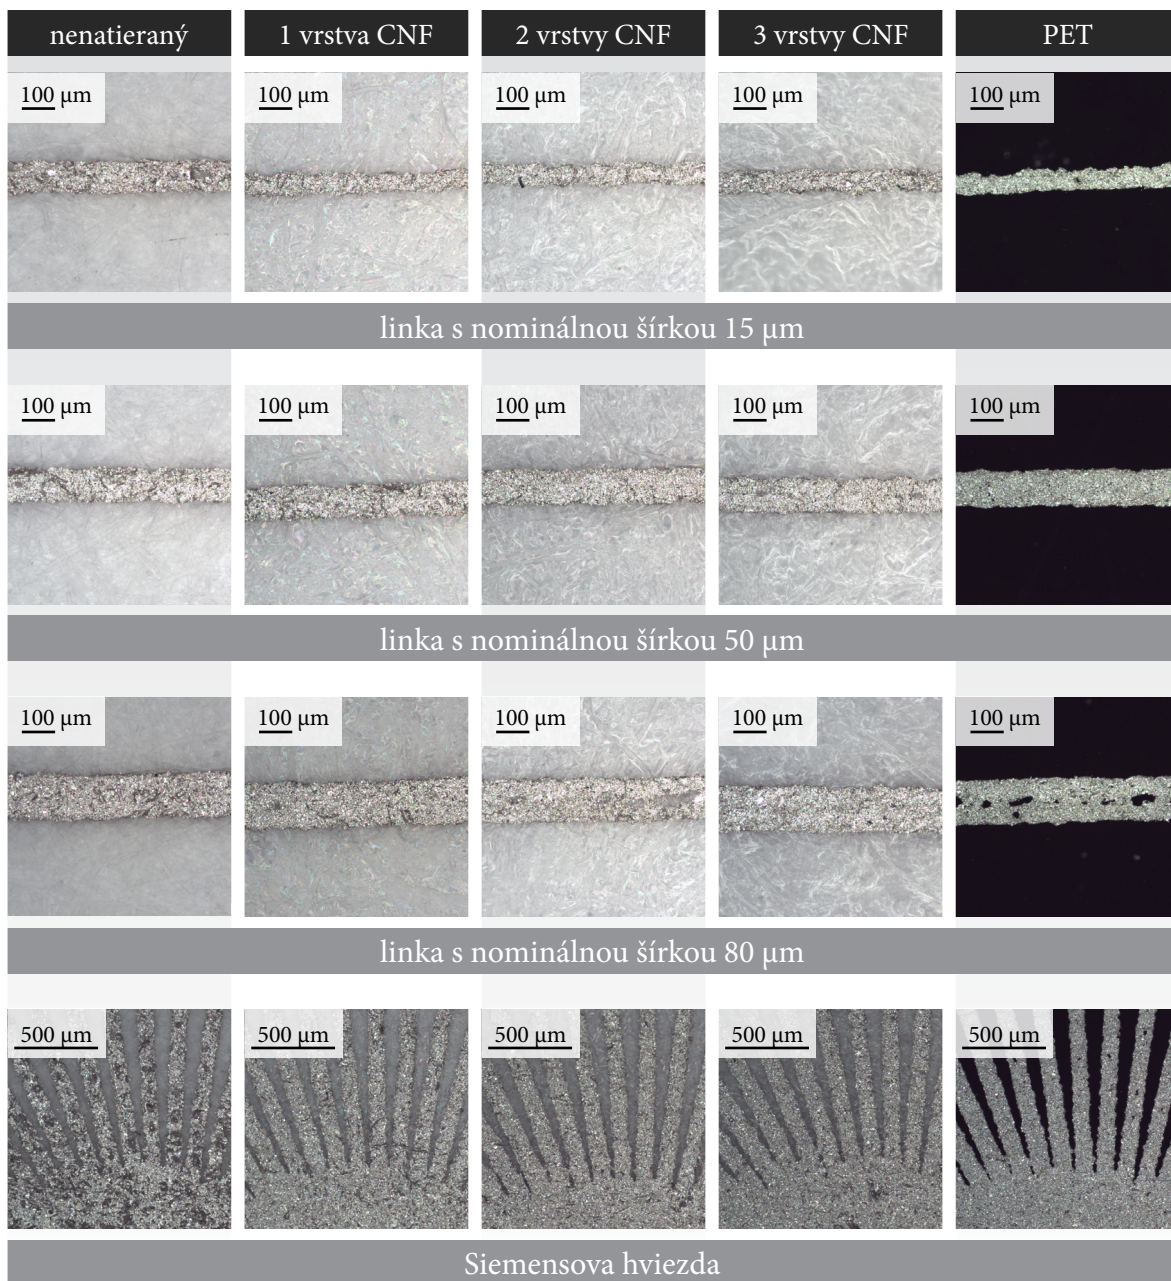 nenatieraný
1 vrstva CNF
2 vrstvy CNF
3 vrstvy CNF
PET
100 µm
100 µm
100 µm
100 µm
100 µm
linka s nominálnou šírkou 15 µm
100 µm
100 µm
100 µm
100 µm
100 µm
linka s nominálnou šírkou 50 µm
100 µm
100 µm
100 µm
100 µm
100 µm
linka s nominálnou šírkou 80 µm
500 µm
500 µm
500 µm
500 µm
500 µm
Siemensova hviezda